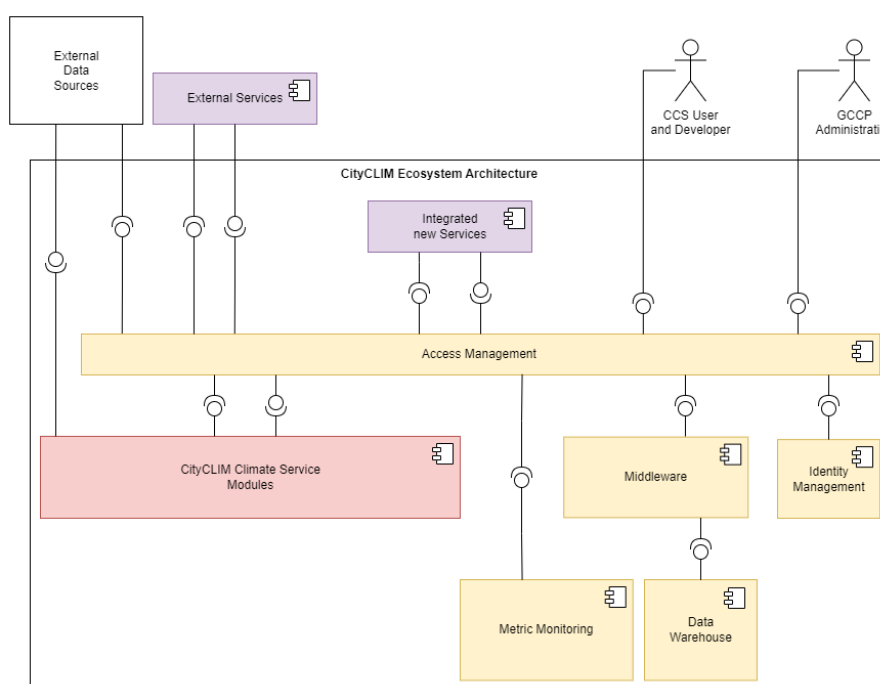 External
Data
Sources
External Services
CCS User
and Developer
GCCP
CityCLIM Ecosystem Architecture
Integrated
new Services
Access Management
CityCLIM Climate Service
Modules
Middleware
Identity
Management
Metric Monitoring
Data
Warehouse